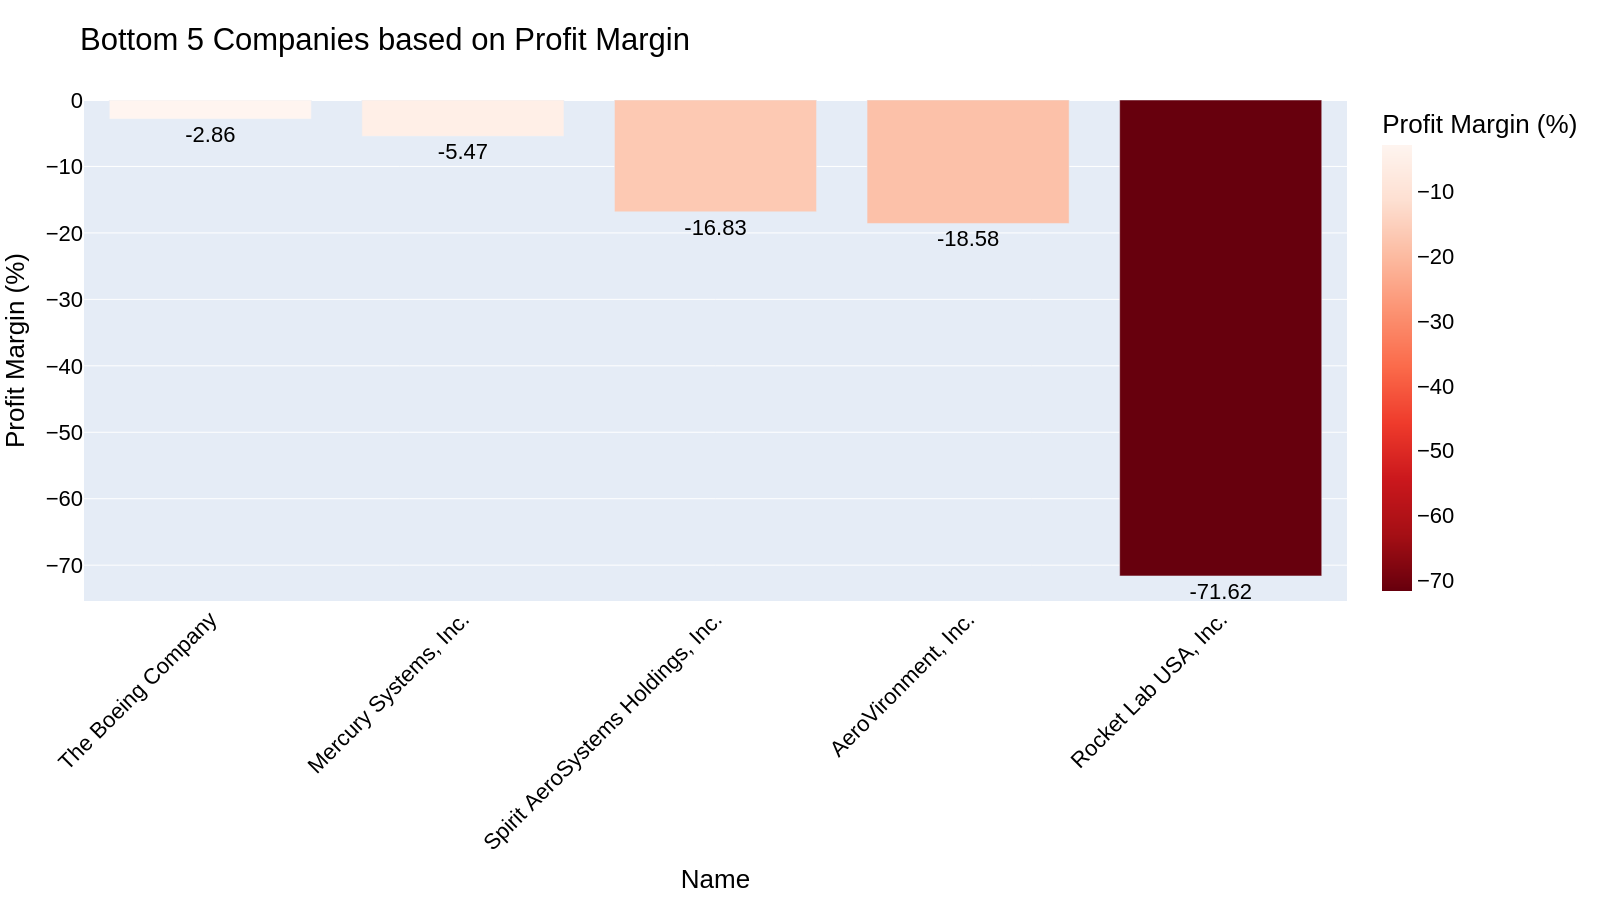 Bottom 5 Companies based on Profit Margin
Profit Margin (%)
0
−10
−20
−30
−40
−50
−60
−70
-2.86
-5.47
-16.83
-18.58
-71.62
The Boeing Company
Mercury Systems, Inc.
Spirit AeroSystems Holdings, Inc.
AeroVironment, Inc.
Rocket Lab USA, Inc.
Name
Profit Margin (%)
−10
−20
−30
−40
−50
−60
−70